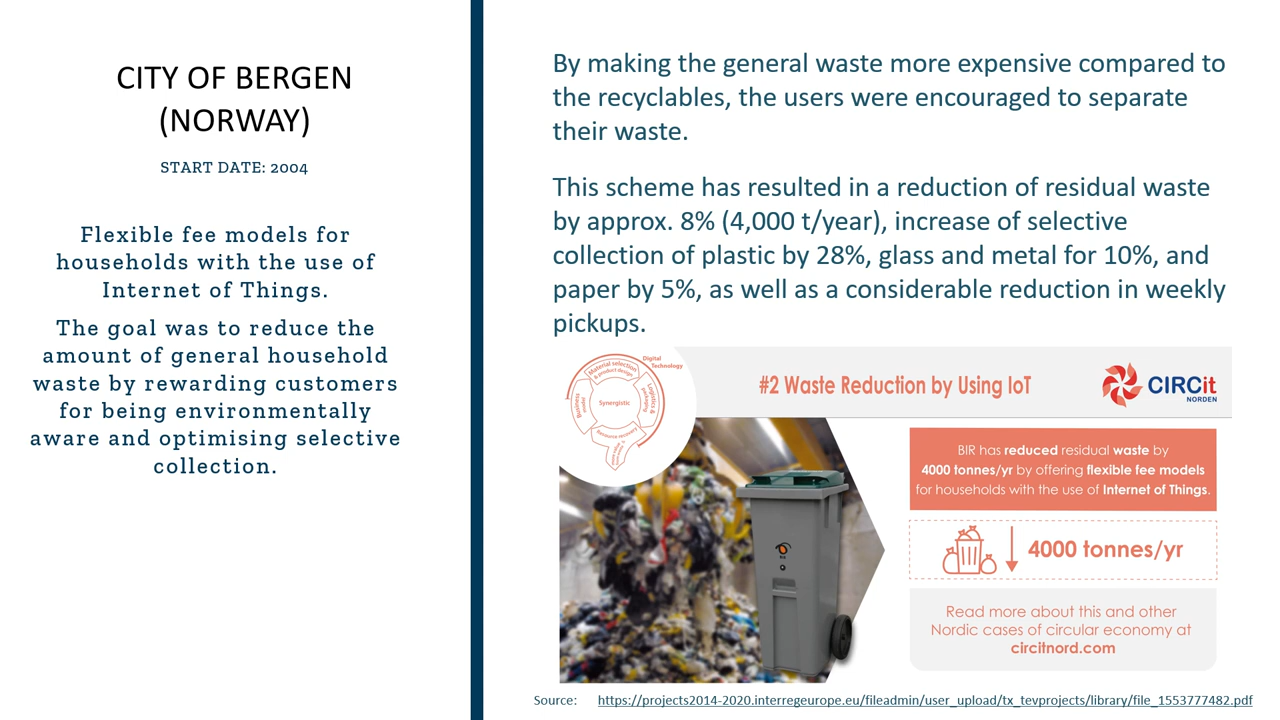 CITY OF BERGEN
(NORWAY)
START DATE: 2004
Flexible fee models for
households with the use of
Internet of Things.
The goal was to reduce the
amount of general household
waste by rewarding customers
for being environmentally
aware and optimising selective
collection.
By making the general waste more expensive compared to
the recyclables, the users were encouraged to separate
their waste.
This scheme has resulted in a reduction of residual waste
by approx. 8% (4,000 t/year), increase of selective
collection of plastic by 28%, glass and metal for 10%, and
paper by 5%, as well as a considerable reduction in weekly
pickups.
Digital
Technology
Material selection
& product design
Logistics &
packaging
Business
model
Synergistic
Resource recovery
#2 Waste Reduction by Using IoT
CIRCit
NORDEN
BIR has reduced residual waste by
4000 tonnes/yr by offering flexible fee models
for households with the use of Internet of Things.
4000 tonnes/yr
Read more about this and other
Nordic cases of circular economy at
circitnord.com
Source: https://projects2014-2020.interregeurope.eu/fileadmin/user_upload/tx_tevprojects/library/file_1553777482.pdf